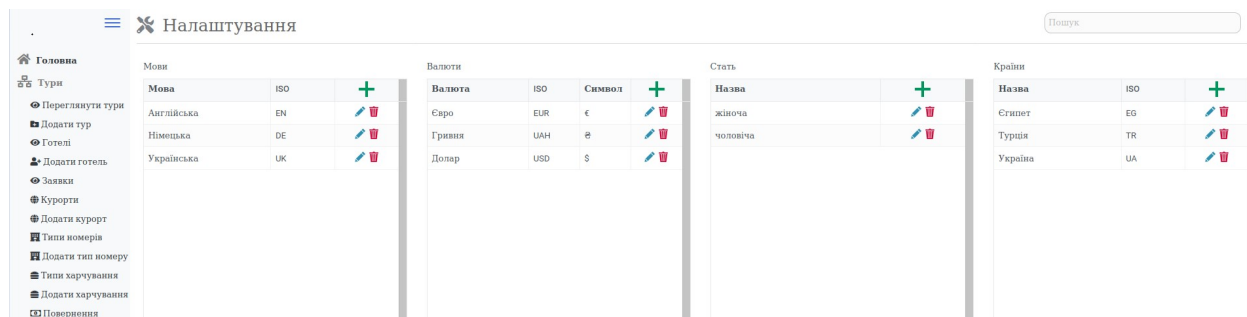 .
Налаштування
Пошук
Головна
Тури
Переглянути тури
Додати тур
Готелі
Додати готель
Заявки
Курорти
Додати курорт
Типи номерів
Додати тип номеру
Типи харчування
Додати харчування
Повернення
Мови
Мова ISO
Англійська EN
Німецька DE
Українська UK
Валюти
Валюта ISO Символ
Євро EUR €
Гривня UAH ₴
Долар USD $
Стать
Назва
жіноча
чоловіча
Країни
Назва ISO
Єгипет EG
Турція TR
Україна UA